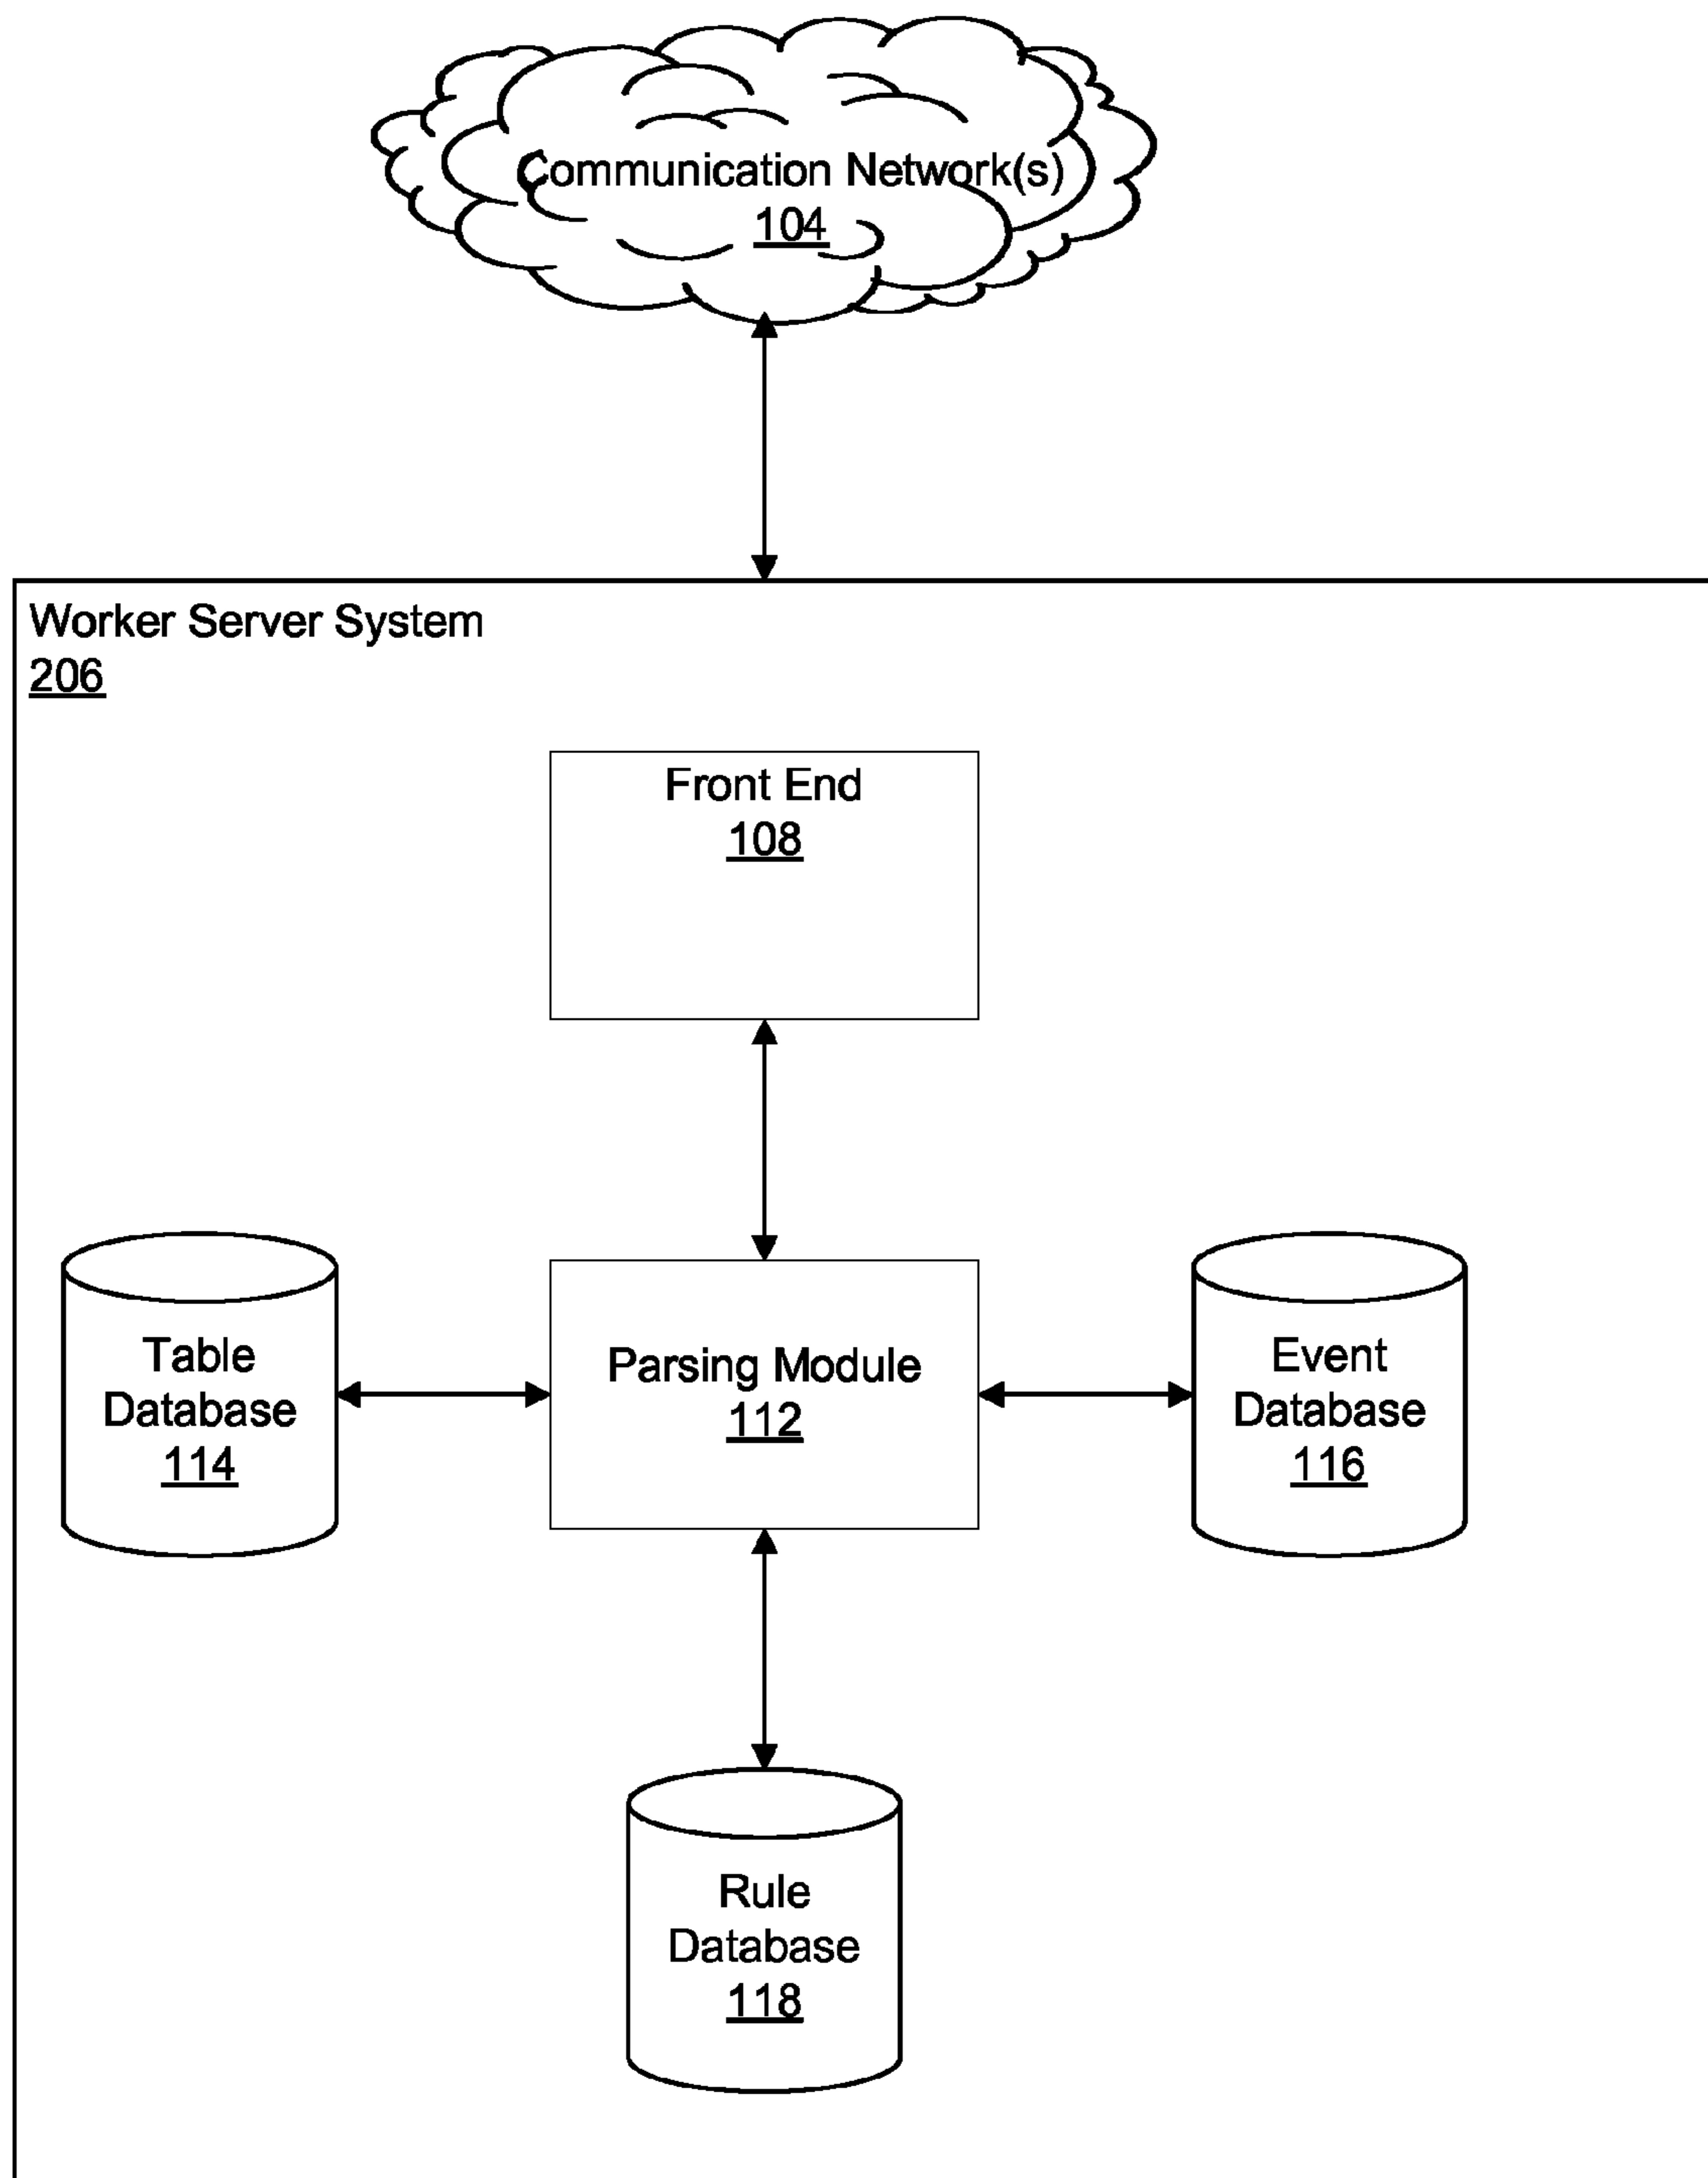 Communication Network(s)
104
Worker Server System
206
Front End
108
Table
Database
114
Parsing Module
112
Event
Database
116
Rule
Database
118